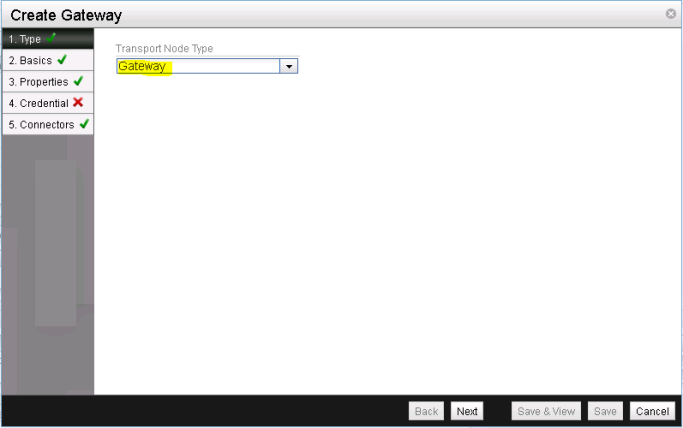 Create Gateway
1. Type
2. Basics
3. Properties
4. Credential
5. Connectors
Transport Node Type
Gateway
Back Next Save & View Save Cancel